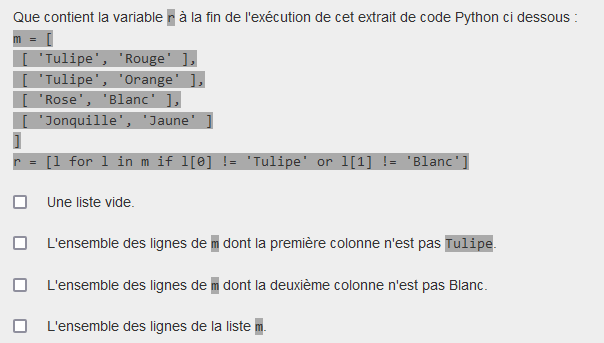 Que contient la variable r à la fin de l'exécution de cet extrait de code Python ci dessous :
m = [
[ 'Tulipe', 'Rouge' ],
[ 'Tulipe', 'Orange' ],
[ 'Rose', 'Blanc' ],
[ 'Jonquille', 'Jaune' ]
]
r = [l for l in m if l[0] != 'Tulipe' or l[1] != 'Blanc']
Une liste vide.
L'ensemble des lignes de m dont la première colonne n'est pas Tulipe.
L'ensemble des lignes de m dont la deuxième colonne n'est pas Blanc.
L'ensemble des lignes de la liste m.